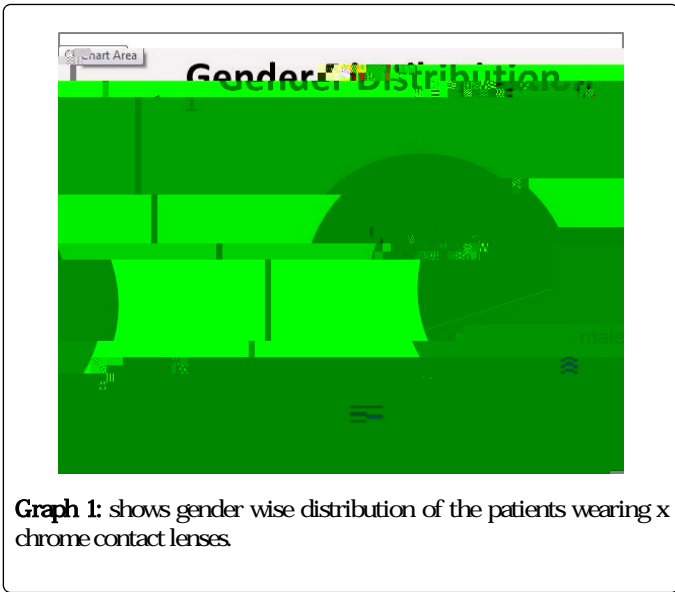 Chart Area
Gender Distribution
male
Graph 1: shows gender wise distribution of the patients wearing x
chrome contact lenses.